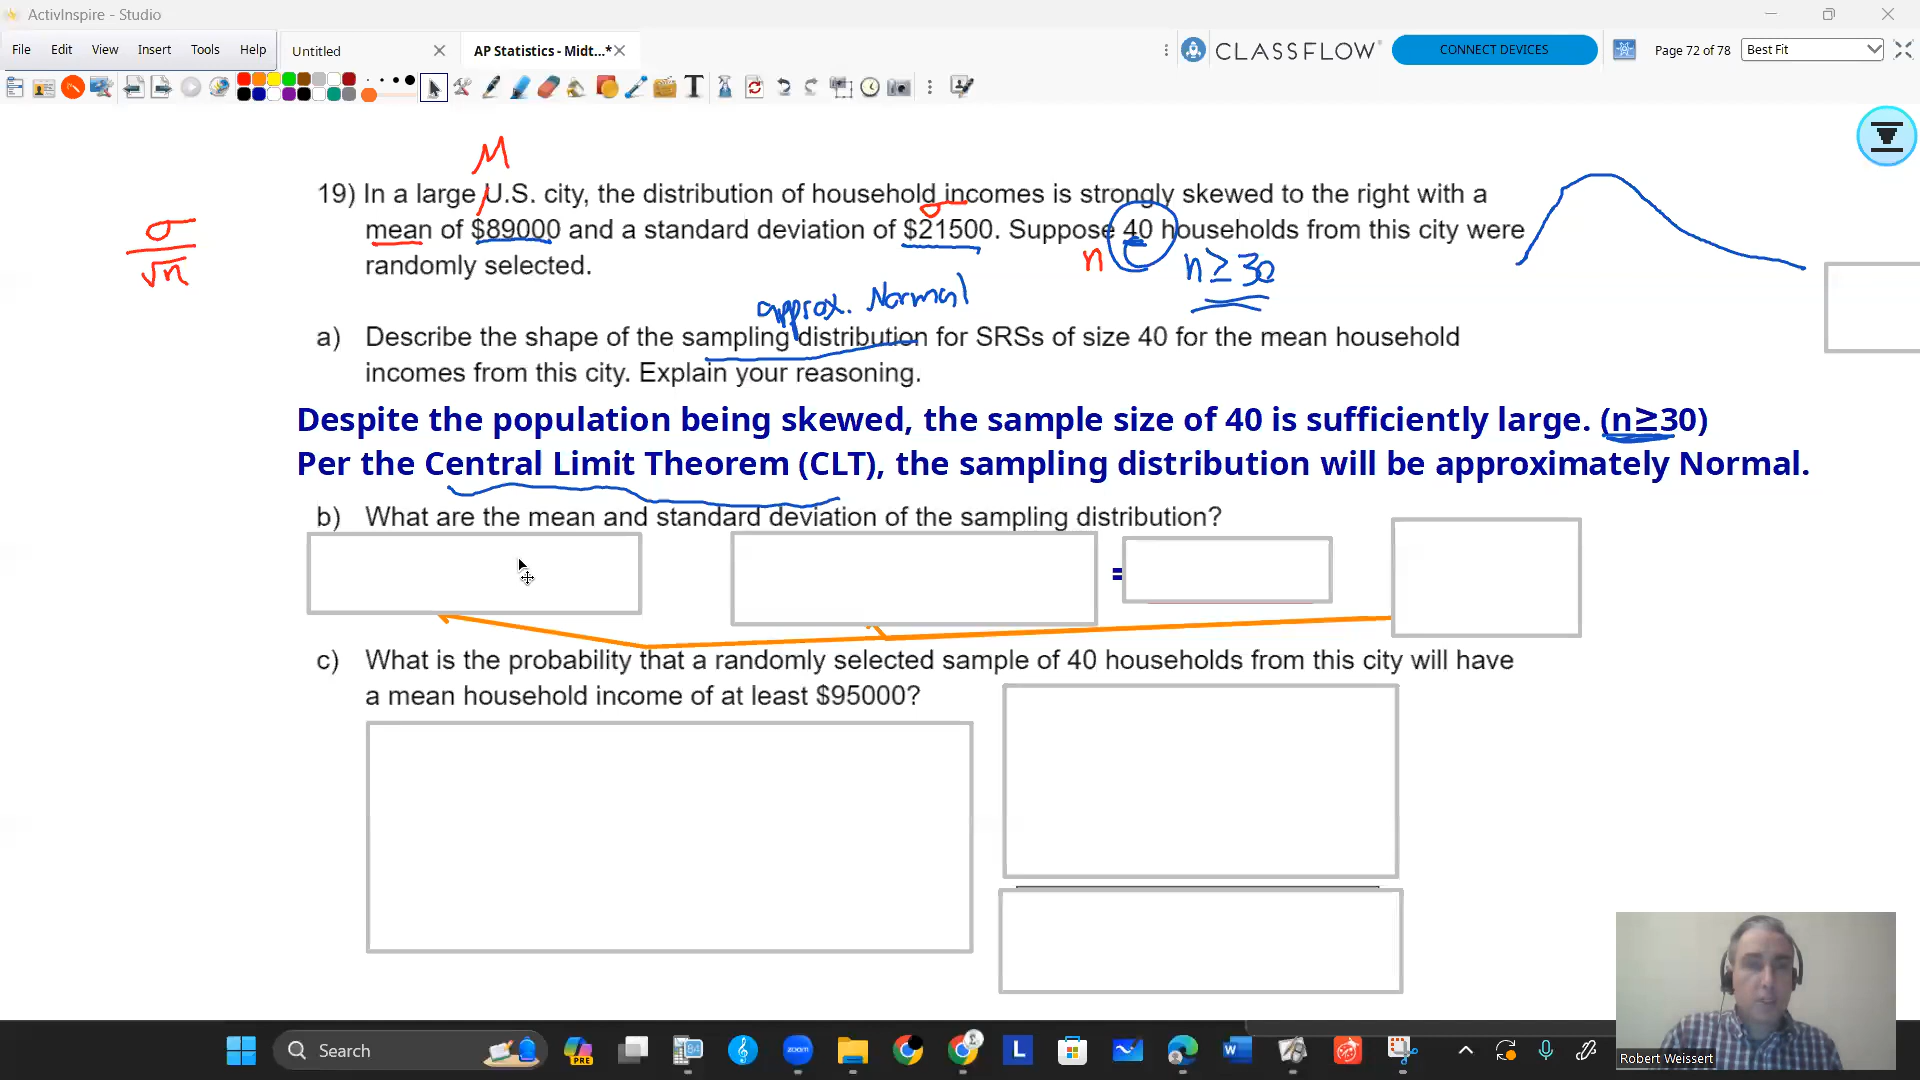 ActivInspire - Studio
File Edit View Insert Tools Help
Untitled
AP Statistics - Midt...*
CLASSFLOW
CONNECT DEVICES
Page 72 of 78
Best Fit
M
19) In a large U.S. city, the distribution of household incomes is strongly skewed to the right with a
mean of $89000 and a standard deviation of $21500. Suppose 40 households from this city were
randomly selected.
σ
σ
√n
n
n ≥ 30
approx. Normal
a) Describe the shape of the sampling distribution for SRSs of size 40 for the mean household
incomes from this city. Explain your reasoning.
Despite the population being skewed, the sample size of 40 is sufficiently large. (n≥30)
Per the Central Limit Theorem (CLT), the sampling distribution will be approximately Normal.
b) What are the mean and standard deviation of the sampling distribution?
=
c) What is the probability that a randomly selected sample of 40 households from this city will have
a mean household income of at least $95000?
Robert Weissert
Search
PRE
84
zoom
L
W